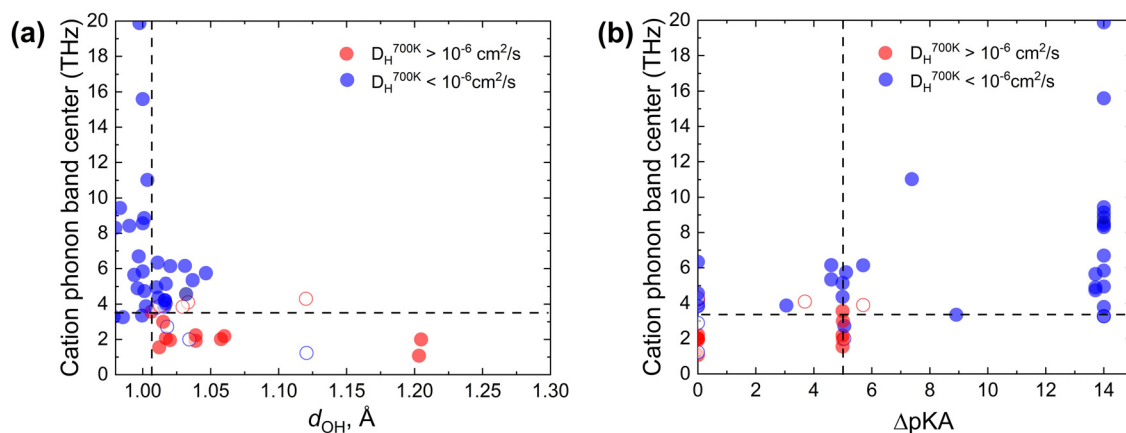 (a)
Cation phonon band center (THz)
20
18
16
14
12
10
8
6
4
2
0
D_H^700K > 10^-6 cm^2/s
D_H^700K < 10^-6cm^2/s
1.00 1.05 1.10 1.15 1.20 1.25 1.30
d_OH, Å
(b)
Cation phonon band center (THz)
20
18
16
14
12
10
8
6
4
2
0
D_H^700K > 10^-6 cm^2/s
D_H^700K < 10^-6cm^2/s
0 2 4 6 8 10 12 14
ΔpKA